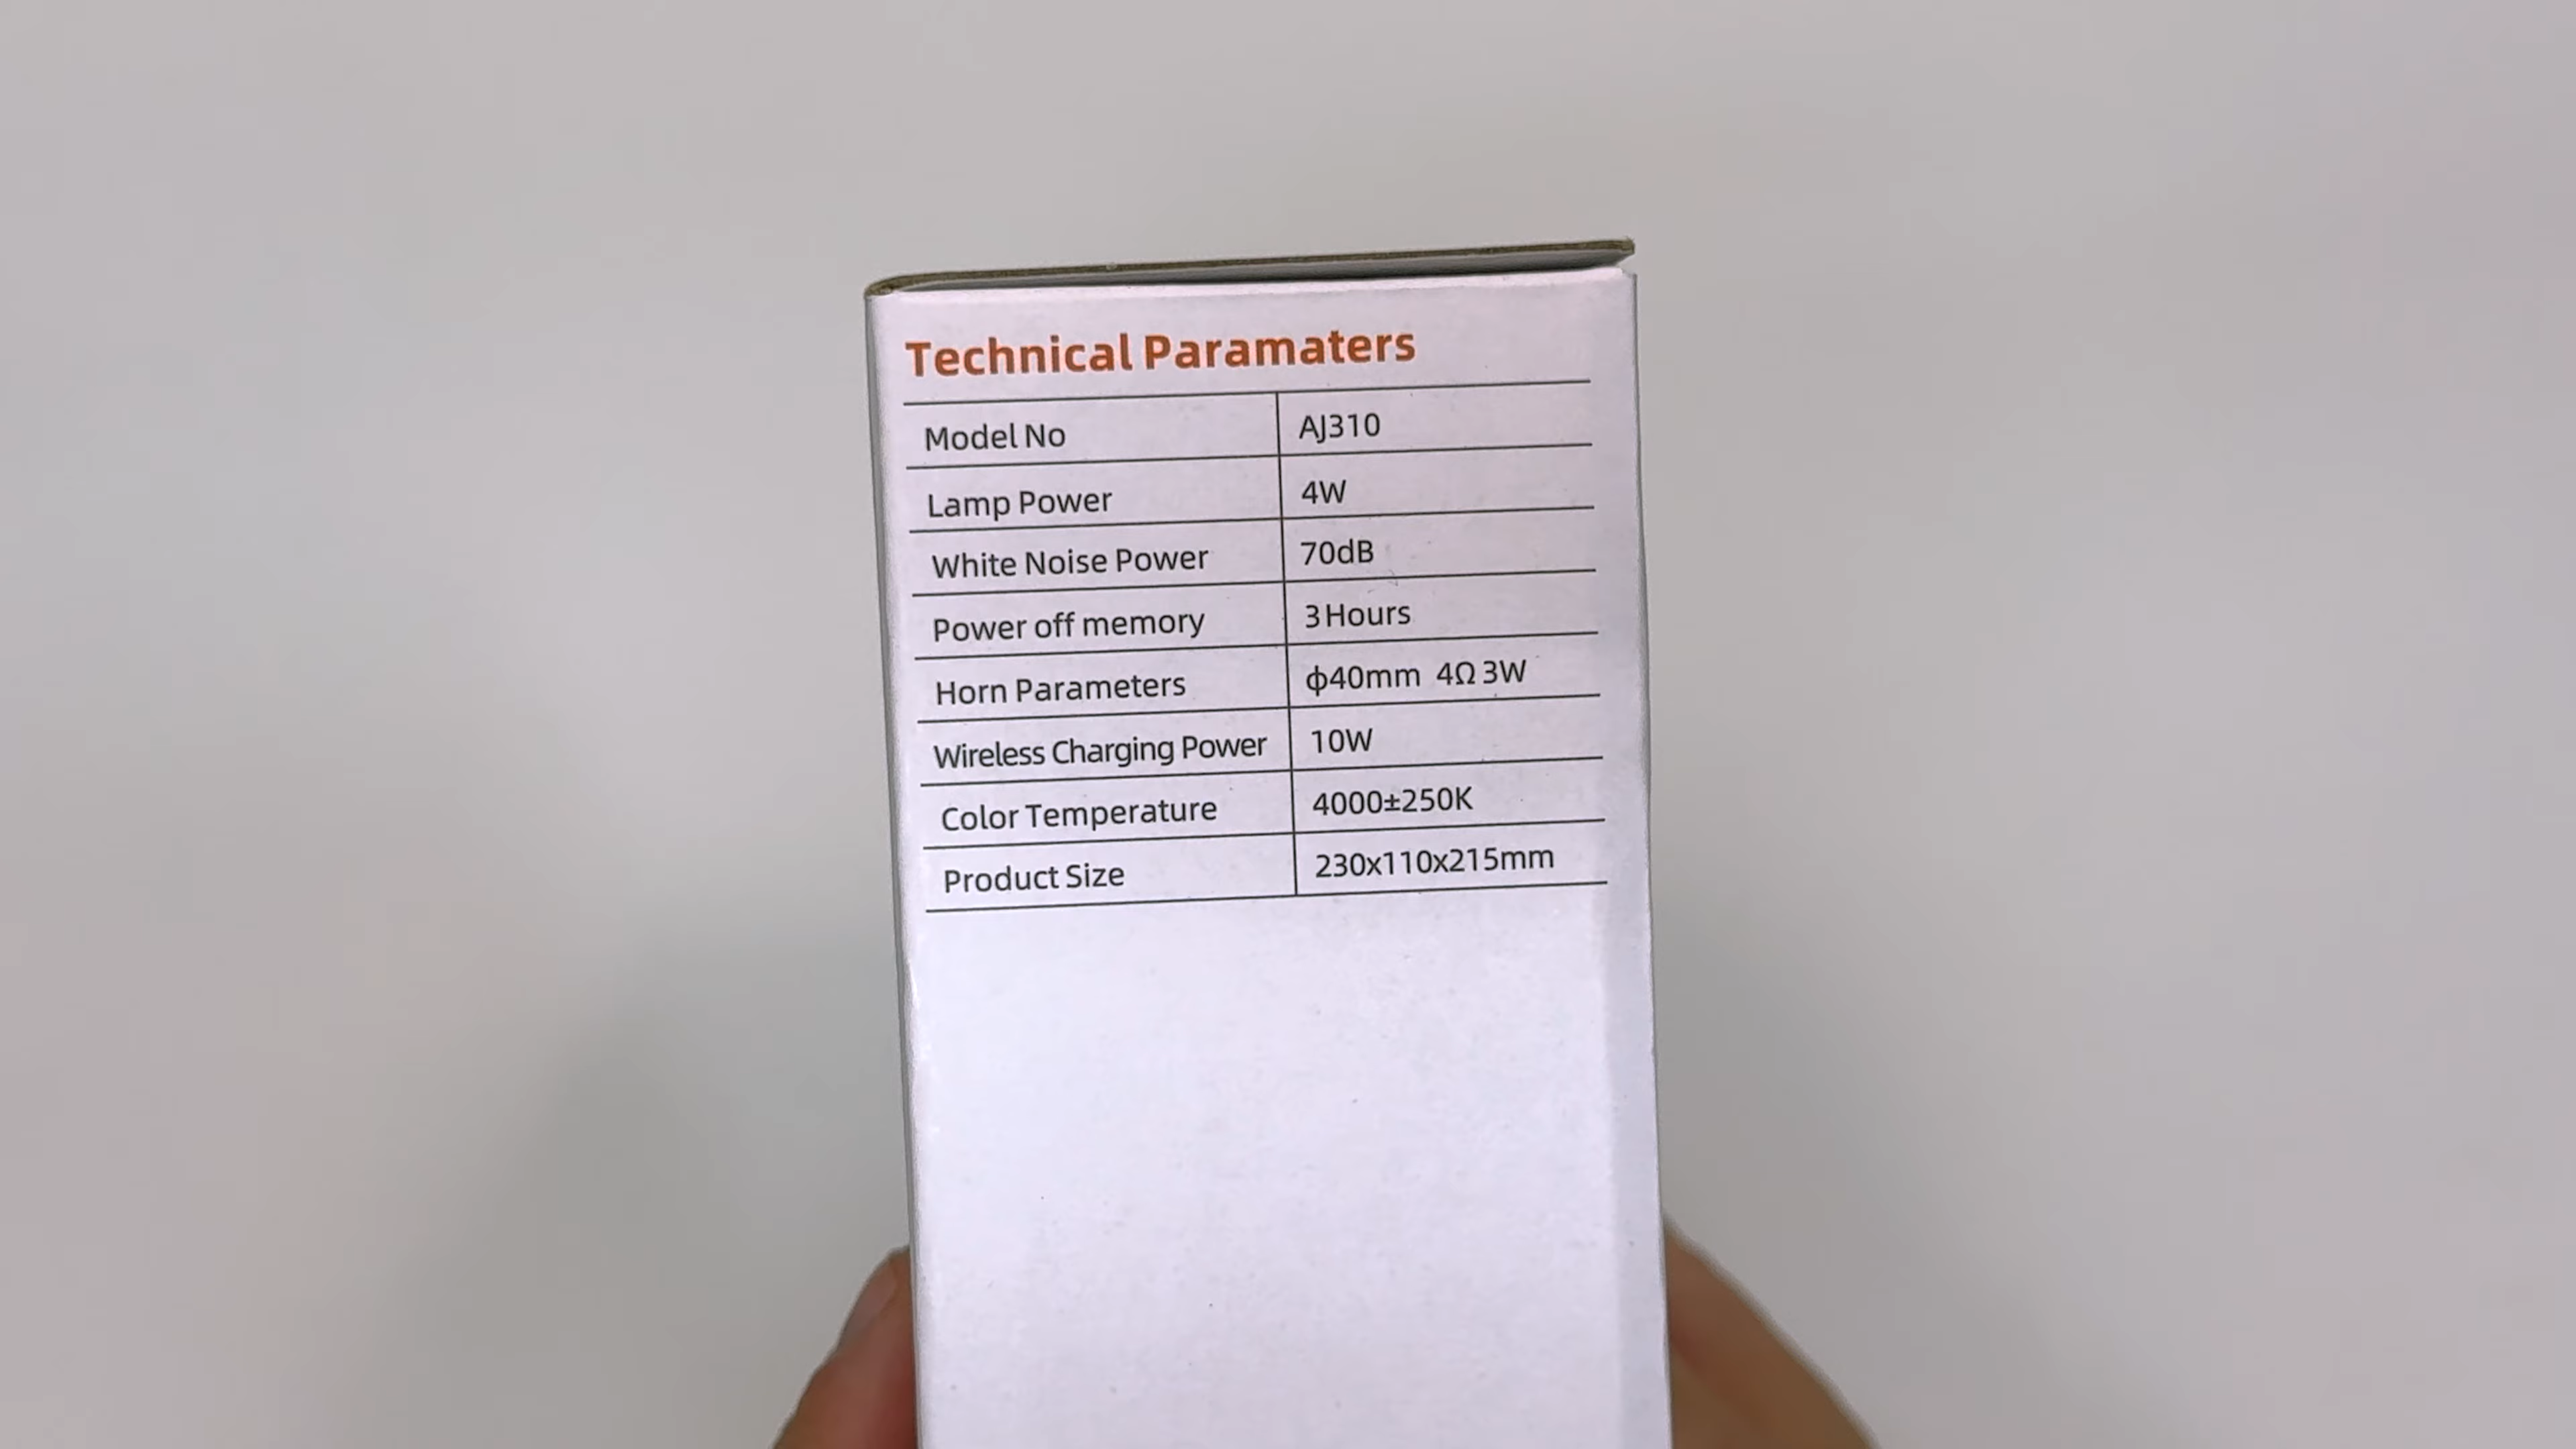 Technical Paramaters
Model No AJ310
Lamp Power 4W
White Noise Power 70dB
Power off memory 3 Hours
Horn Parameters ϕ40mm 4Ω 3W
Wireless Charging Power 10W
Color Temperature 4000±250K
Product Size 230x110x215mm